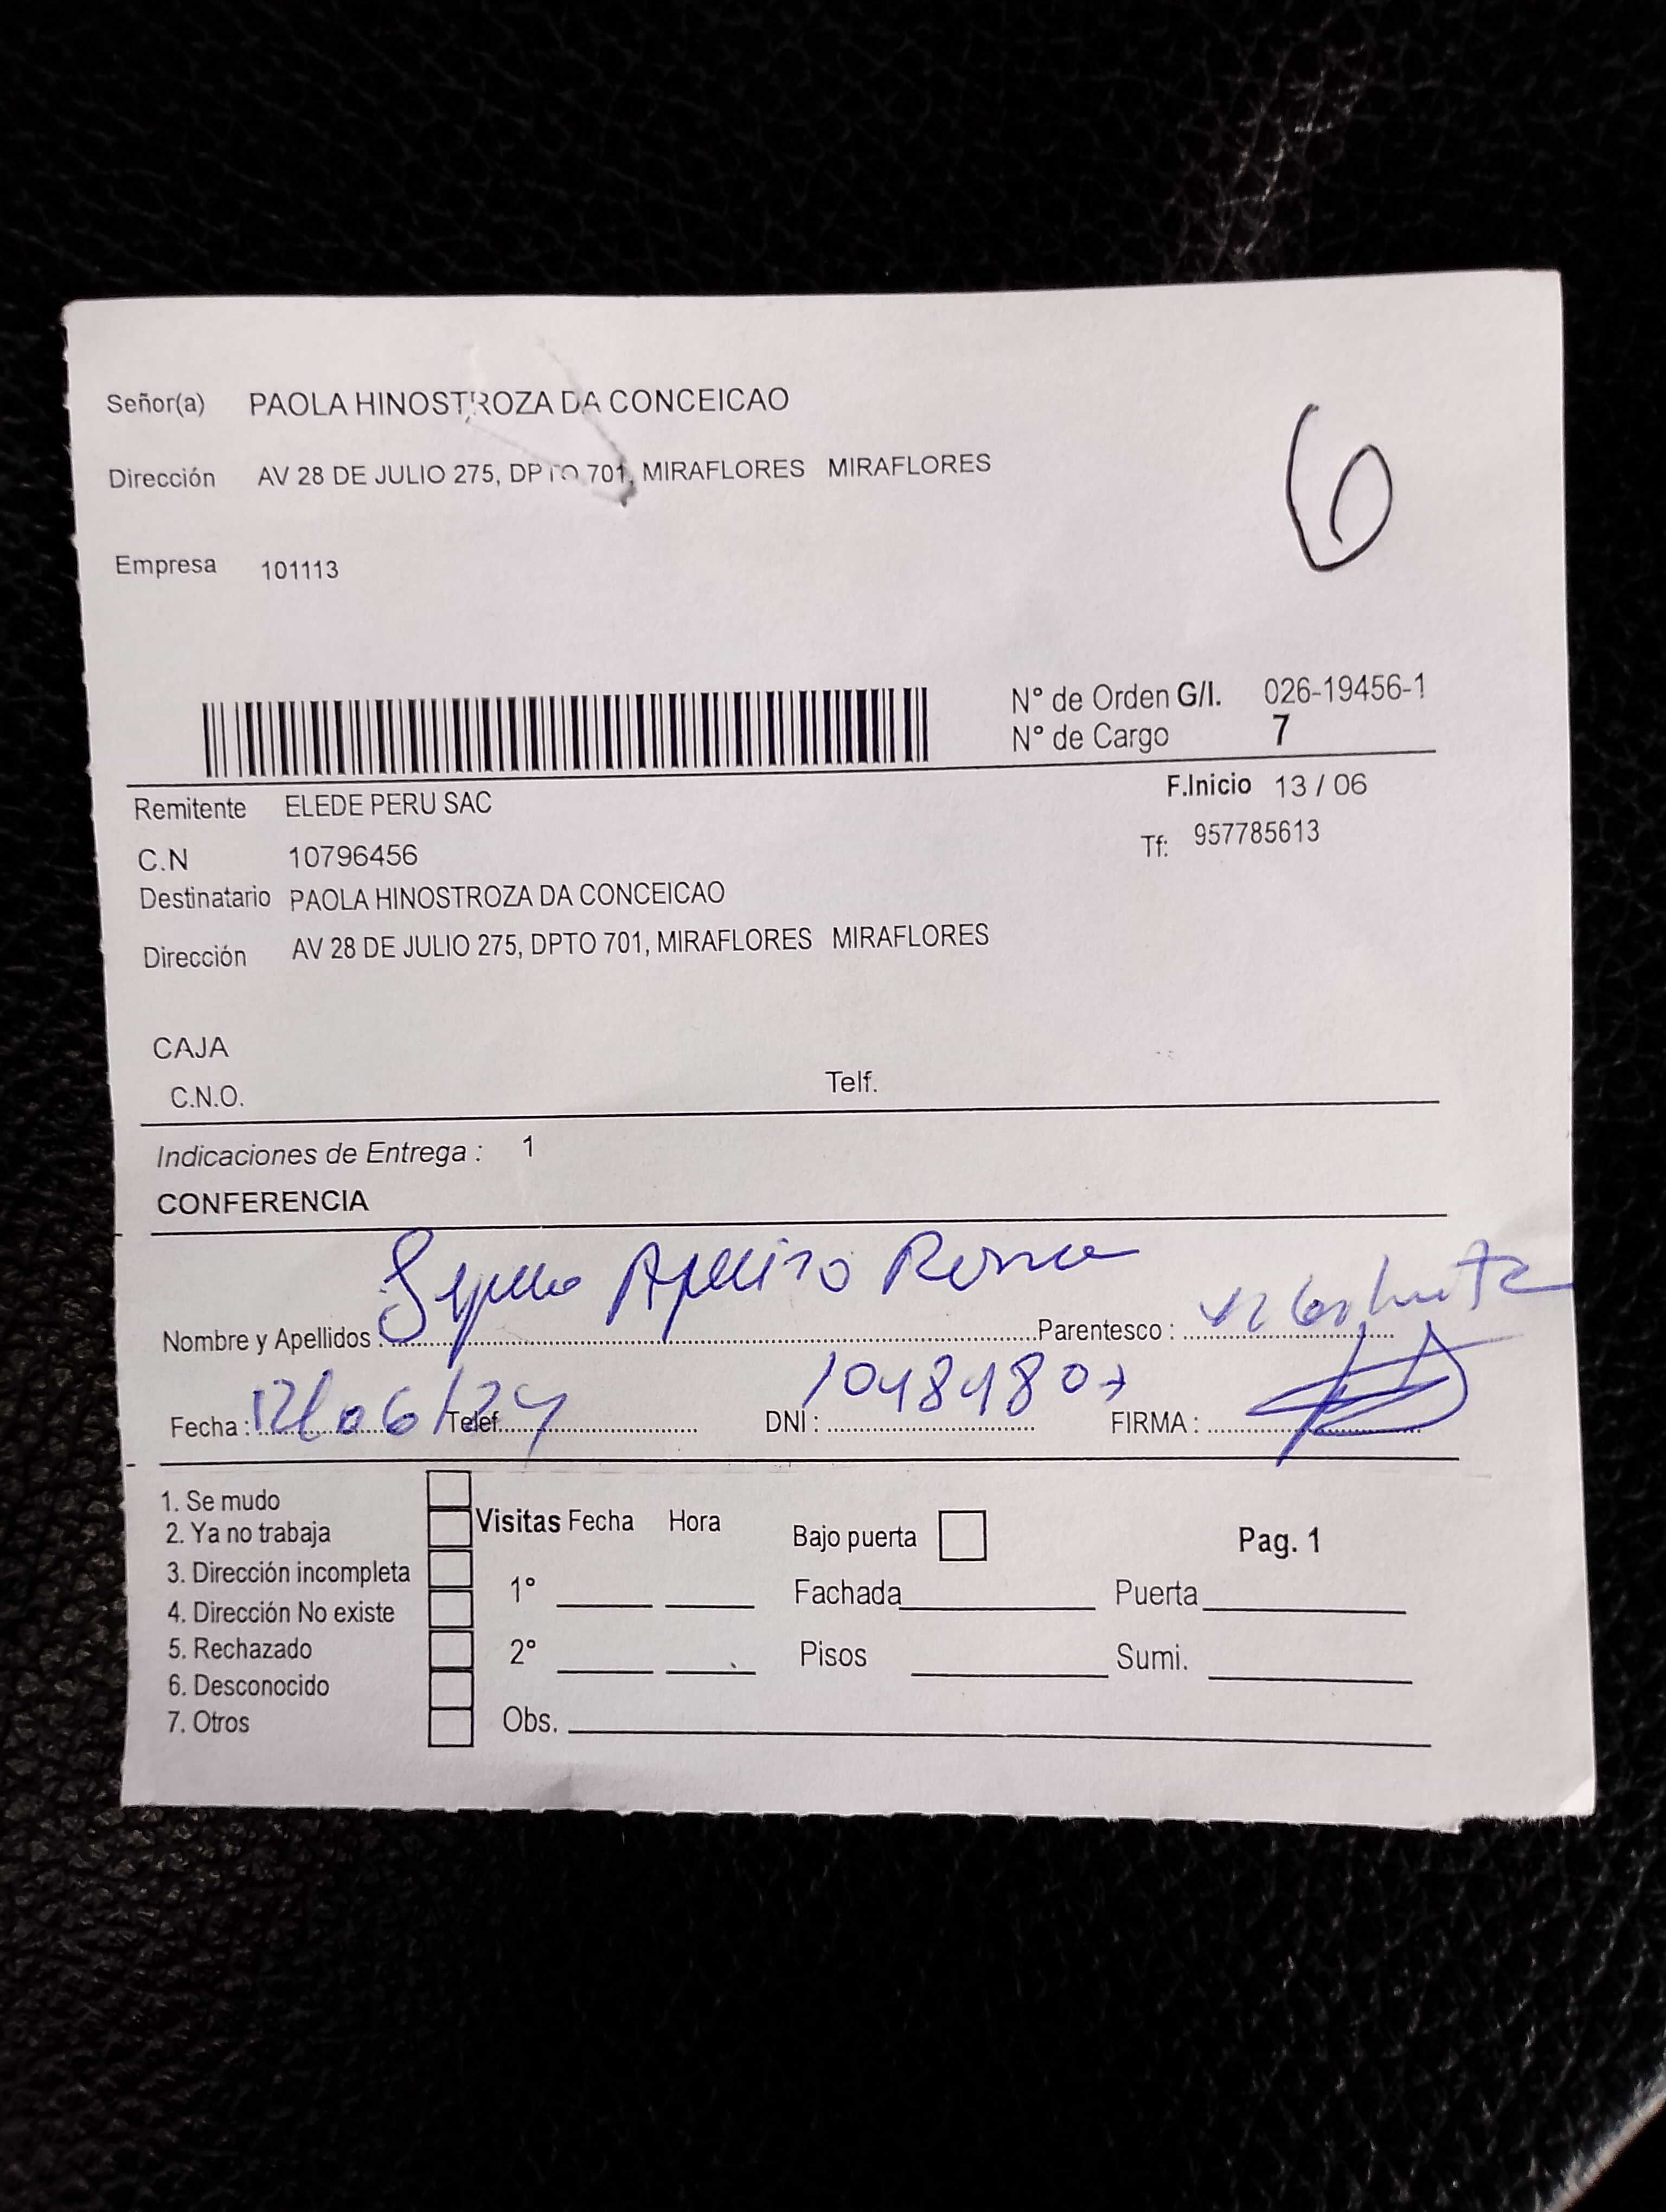 Señor(a) PAOLA HINOSTROZA DA CONCEICAO
Dirección AV 28 DE JULIO 275, DPTO 701, MIRAFLORES MIRAFLORES
6
Empresa 101113
N° de Orden G/I. 026-19456-1
N° de Cargo 7
F.Inicio 13 / 06
Remitente ELEDE PERU SAC
Tf: 957785613
C.N 10796456
Destinatario PAOLA HINOSTROZA DA CONCEICAO
Dirección AV 28 DE JULIO 275, DPTO 701, MIRAFLORES MIRAFLORES
CAJA
C.N.O. Telf.
Indicaciones de Entrega : 1
CONFERENCIA
Nombre y Apellidos : Parentesco :
Fecha : Telef. DNI : FIRMA :
1. Se mudo
2. Ya no trabaja
3. Dirección incompleta
4. Dirección No existe
5. Rechazado
6. Desconocido
7. Otros
Visitas Fecha Hora Bajo puerta Pag. 1
1° Fachada Puerta
2° Pisos Sumi.
Obs.